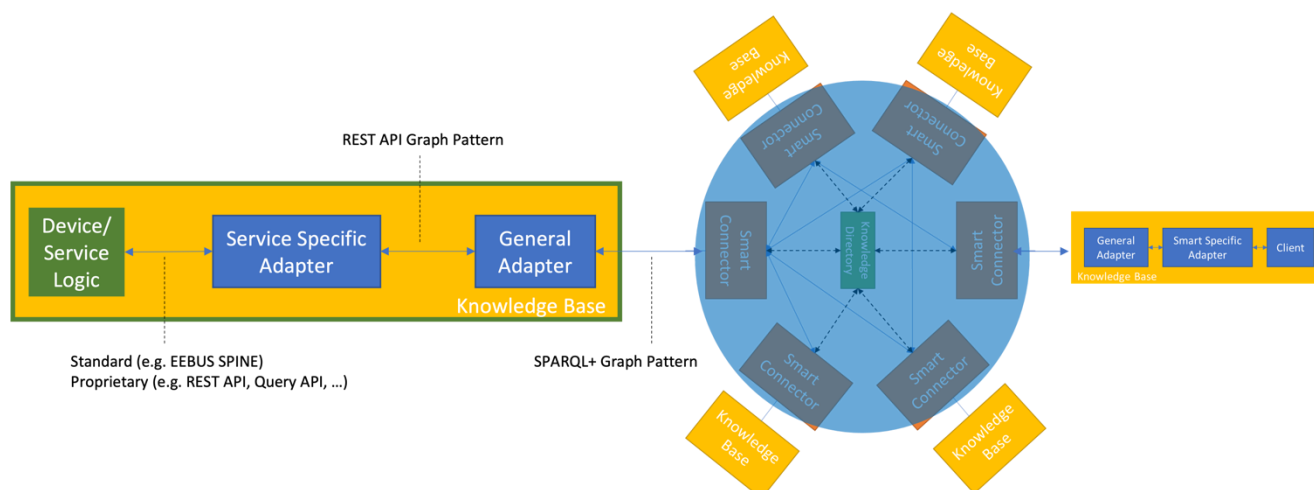 REST API Graph Pattern
Device/
Service
Logic
Service Specific
Adapter
General
Adapter
Knowledge Base
Standard (e.g. EEBUS SPINE)
Proprietary (e.g. REST API, Query API, …)
SPARQL+ Graph Pattern
Knowledge
Base
Knowledge
Base
Smart
Connector
Smart
Connector
Smart
Connector
Knowledge
Directory
Smart
Connector
Smart
Connector
Smart
Connector
Knowledge
Base
Knowledge
Base
General
Adapter
Smart Specific
Adapter
Client
Knowledge Base